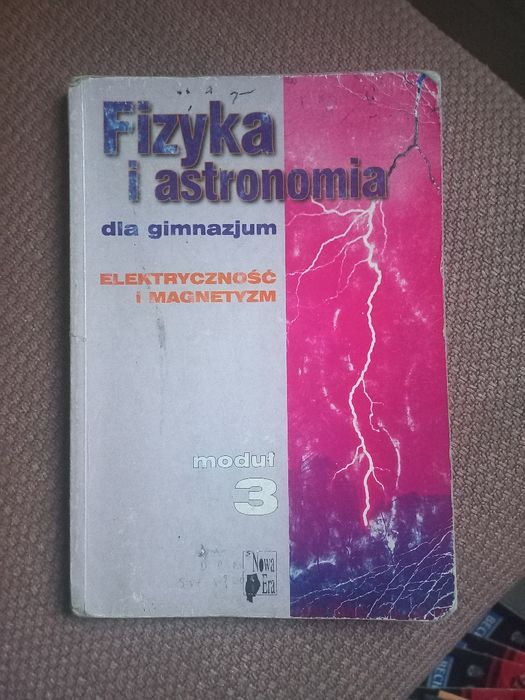 Fizyka
i astronomia
dla gimnazjum
ELEKTRYCZNOŚĆ
I MAGNETYZM
moduł
3
Nowa
Era